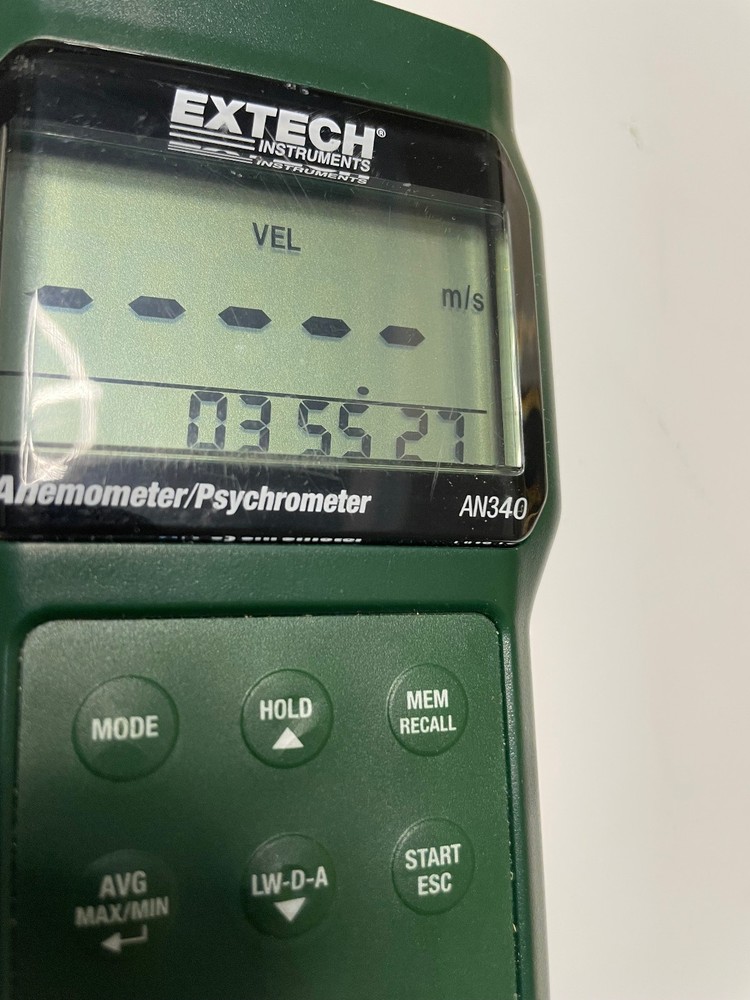 EXTECH®
INSTRUMENTS
VEL
----- m/s
03 55 27
Anemometer/Psychrometer AN340
MODE
HOLD
MEM
RECALL
AVG
MAX/MIN
LW-D-A
START
ESC